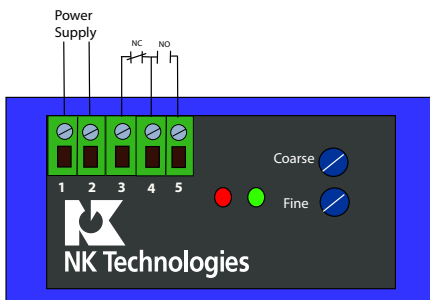 Power
Supply
NC NO
1 2 3 4 5
Coarse
Fine
NK Technologies